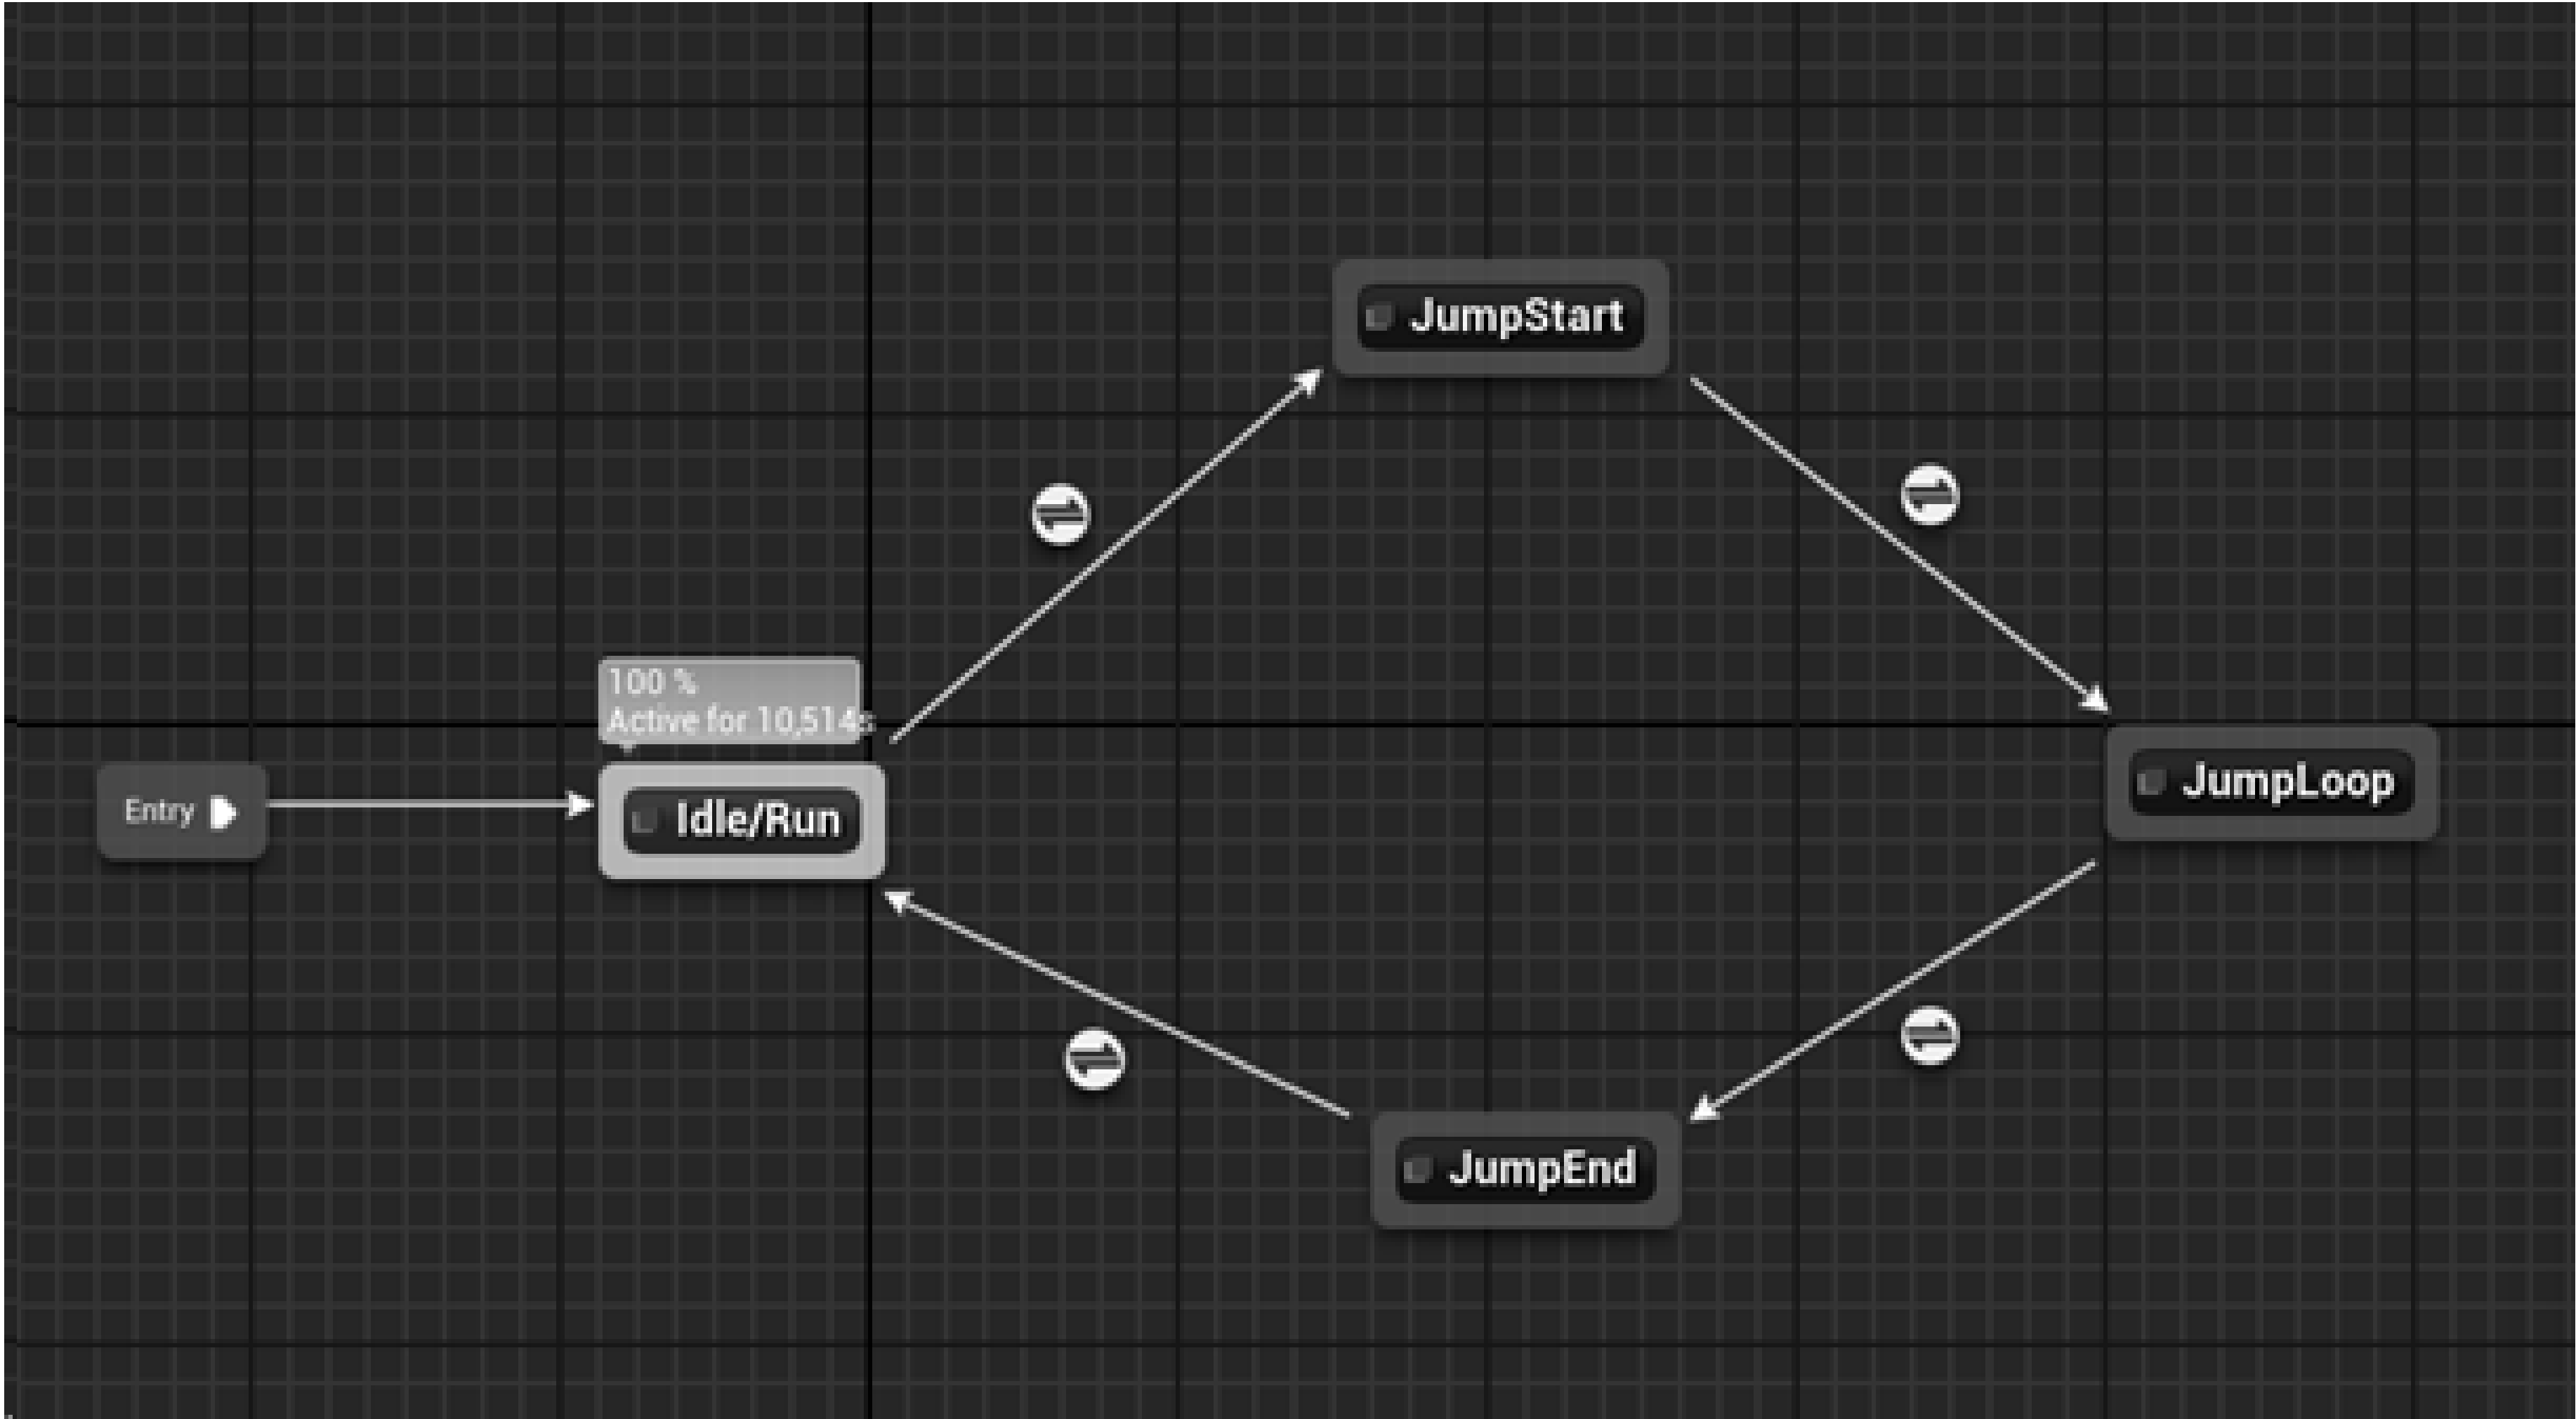 JumpStart
100 %
Active for 10,514s
Entry
Idle/Run
JumpLoop
JumpEnd